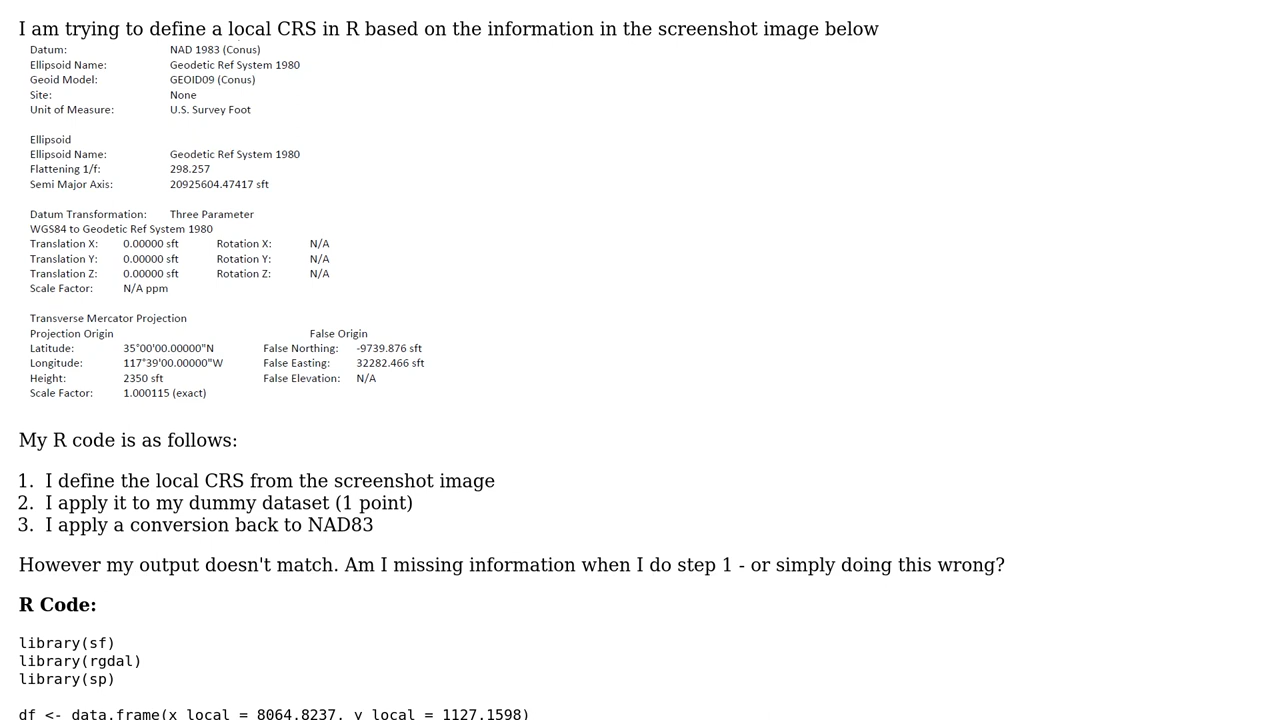 I am trying to define a local CRS in R based on the information in the screenshot image below
Datum: NAD 1983 (Conus)
Ellipsoid Name: Geodetic Ref System 1980
Geoid Model: GEOID09 (Conus)
Site: None
Unit of Measure: U.S. Survey Foot
Ellipsoid
Ellipsoid Name: Geodetic Ref System 1980
Flattening 1/f: 298.257
Semi Major Axis: 20925604.47417 sft
Datum Transformation: Three Parameter
WGS84 to Geodetic Ref System 1980
Translation X: 0.00000 sft Rotation X: N/A
Translation Y: 0.00000 sft Rotation Y: N/A
Translation Z: 0.00000 sft Rotation Z: N/A
Scale Factor: N/A ppm
Transverse Mercator Projection
Projection Origin False Origin
Latitude: 35°00'00.00000"N False Northing: -9739.876 sft
Longitude: 117°39'00.00000"W False Easting: 32282.466 sft
Height: 2350 sft False Elevation: N/A
Scale Factor: 1.000115 (exact)
My R code is as follows:
1. I define the local CRS from the screenshot image
2. I apply it to my dummy dataset (1 point)
3. I apply a conversion back to NAD83
However my output doesn't match. Am I missing information when I do step 1 - or simply doing this wrong?
R Code:
library(sf)
library(rgdal)
library(sp)
df <- data.frame(x_local = 8064.8237, y_local = 1127.1598)